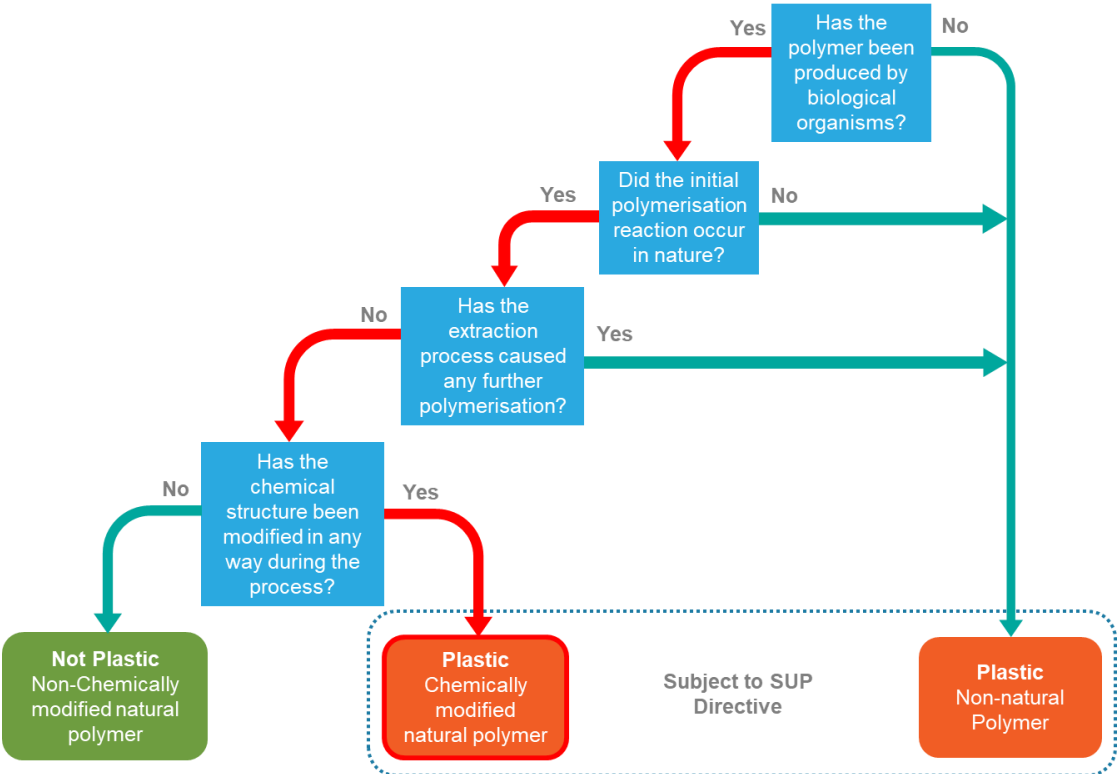 Yes
Has the
polymer been
produced by
biological
organisms?
No
Yes
Did the initial
polymerisation
reaction occur
in nature?
No
No
Has the
extraction
process caused
any further
polymerisation?
Yes
No
Has the
chemical
structure been
modified in any
way during the
process?
Yes
Not Plastic
Non-Chemically
modified natural
polymer
Plastic
Chemically
modified
natural polymer
Subject to SUP
Directive
Plastic
Non-natural
Polymer